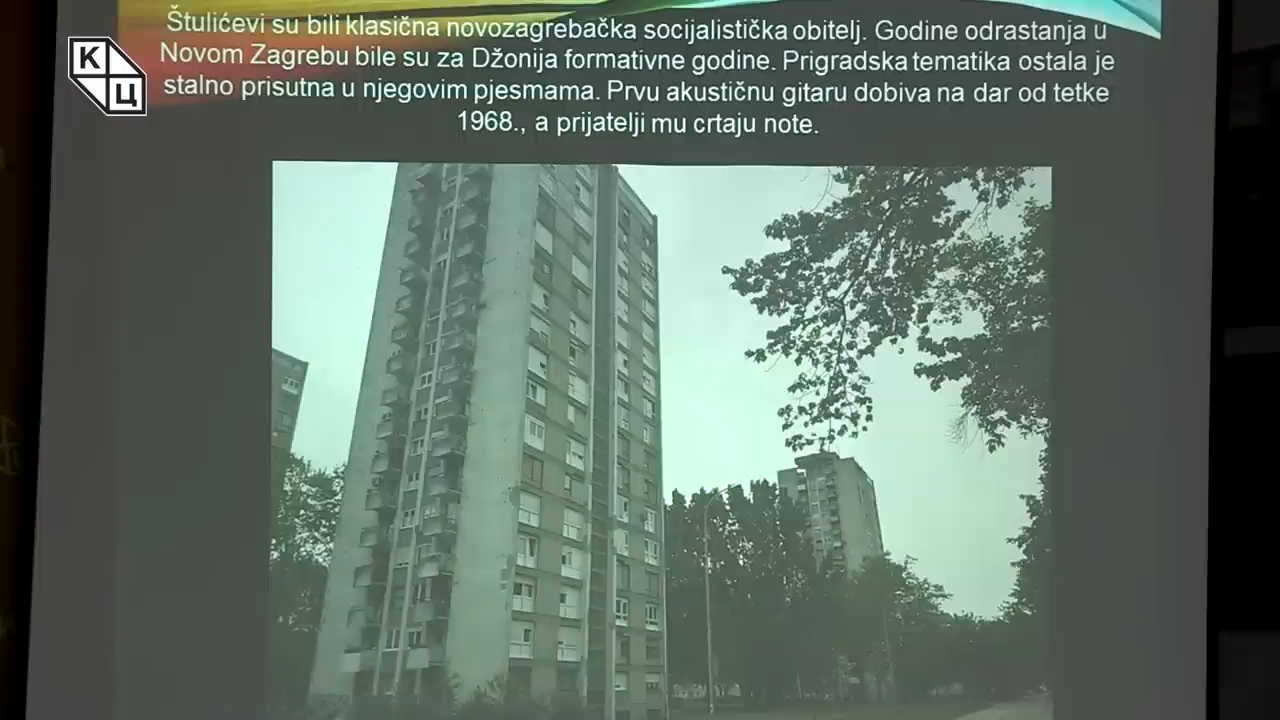 Štulićevi su bili klasična novozagrebačka socijalistička obitelj. Godine odrastanja u
Novom Zagrebu bile su za Džonija formativne godine. Prigradska tematika ostala je
stalno prisutna u njegovim pjesmama. Prvu akustičnu gitaru dobiva na dar od tetke
1968., a prijatelji mu crtaju note.
К
Ц